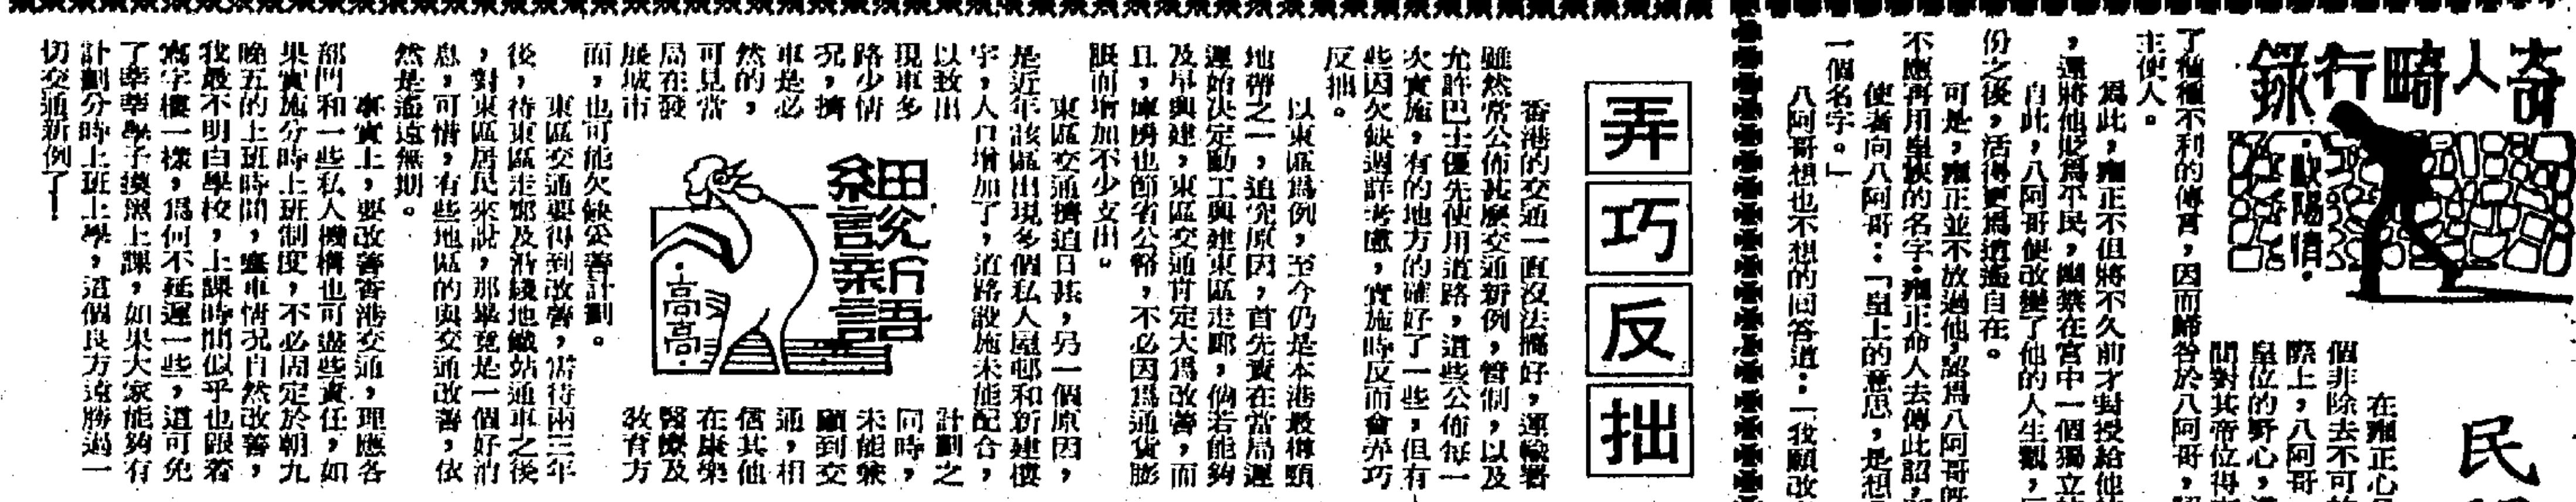 奇人畸行錄
·歐陽情·
民
在雍正心
個非除去不可
際上，八阿哥
皇位的野心，
間對其帝位得
了種種不利的傳言，因而歸咎於八阿哥，
主使人。
爲此，雍正不但將不久前才對授給他
，還將他貶爲不民，幽禁在宮中一個獨立
自此，八阿哥便改變了他的人生觀，
份之後，活得更爲逍遙自在。
可是，雍正並不放過他，認爲八阿哥旣
不應再用皇族的名字。雍正命人去傳此詔，
使者向八阿哥：「皇上的意思，是想
一個名字。」
八阿哥想也不想的回答道：「我願改
弄巧反拙
香港的交通一直沒法攪好，運輸署
雖然常公佈甚麽交通新例，管制，以及
允許巴士優先使用道路，這些公佈每一
次實施，有的地方的確好了一些，但有
些因欠缺週詳考慮，實施時反而會弄巧
反拙。
以東區爲例，至今仍是本港最樽頸
地帶之一，追究原因，首先責在當局遲
遲始決定動工興建東區走廊，倘若能夠
及早興建，東區交通肯定大爲改善，而
且，庫房也節省公帑，不必因爲通貨膨
脹而增加不少支出。
東區交通擠迫日甚，另一個原因，
是近年該區出現多個私人屋邨和新建樓
宇，人口增加了，道路設施未能配合，
細說新語
·高高·
以致出
現車多
路少情
況，擠
車是必
然的，
可見當
局在發
展城市
計劃之
同時，
未能兼
顧到交
通，相
信其他
在康樂
醫療及
敎育方
面，也可能欠缺妥善計劃。
東區交通要得到改善，需待兩三年
後，待東區走廊及沿綫地鐵站通車之後
，對東區居民來說，那畢竟是一個好消
息，可惜，有些地區的與交通改善，依
然是遙遠無期。
事實上，要改善香港交通，理應各
部門和一些私人機構也可盡些責任，如
果實施分時上班制度，不必固定於朝九
晚五的上班時間，塞車情況自然改善，
我最不明白學校，上課時間似乎也跟着
寫字樓一樣，爲何不延遲一些，這可免
了莘莘學子摸黑上課，如果大家能夠有
計劃分時上班上學，這個良方遠勝過一
切交通新例了！